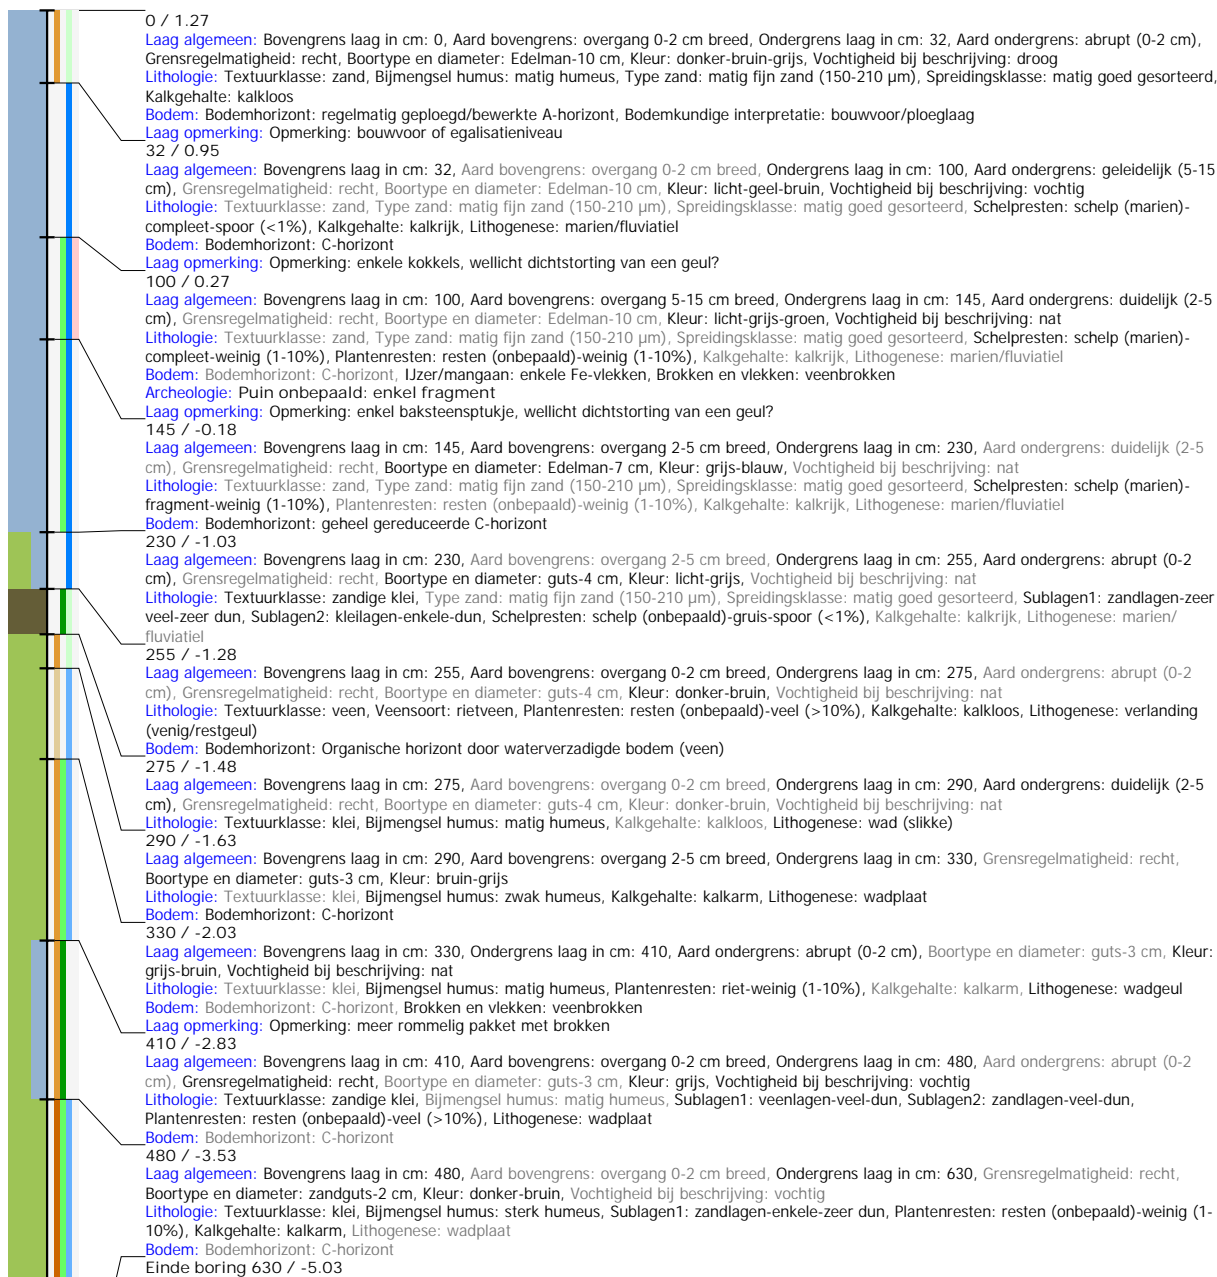 0 / 1.27
Laag algemeen: Bovengrens laag in cm: 0, Aard bovengrens: overgang 0-2 cm breed, Ondergrens laag in cm: 32, Aard ondergrens: abrupt (0-2 cm),
Grensregelmatigheid: recht, Boortype en diameter: Edelman-10 cm, Kleur: donker-bruin-grijs, Vochtigheid bij beschrijving: droog
Lithologie: Textuurklasse: zand, Bijmengsel humus: matig humeus, Type zand: matig fijn zand (150-210 µm), Spreidingsklasse: matig goed gesorteerd,
Kalkgehalte: kalkloos
Bodem: Bodemhorizont: regelmatig geploegd/bewerkte A-horizont, Bodemkundige interpretatie: bouwvoor/ploeglaag
Laag opmerking: Opmerking: bouwvoor of egalisatieniveau
32 / 0.95
Laag algemeen: Bovengrens laag in cm: 32, Aard bovengrens: overgang 0-2 cm breed, Ondergrens laag in cm: 100, Aard ondergrens: geleidelijk (5-15
cm), Grensregelmatigheid: recht, Boortype en diameter: Edelman-10 cm, Kleur: licht-geel-bruin, Vochtigheid bij beschrijving: vochtig
Lithologie: Textuurklasse: zand, Type zand: matig fijn zand (150-210 µm), Spreidingsklasse: matig goed gesorteerd, Schelpresten: schelp (marien)-
compleet-spoor (<1%), Kalkgehalte: kalkrijk, Lithogenese: marien/fluviatiel
Bodem: Bodemhorizont: C-horizont
Laag opmerking: Opmerking: enkele kokkels, wellicht dichtstorting van een geul?
100 / 0.27
Laag algemeen: Bovengrens laag in cm: 100, Aard bovengrens: overgang 5-15 cm breed, Ondergrens laag in cm: 145, Aard ondergrens: duidelijk (2-5
cm), Grensregelmatigheid: recht, Boortype en diameter: Edelman-10 cm, Kleur: licht-grijs-groen, Vochtigheid bij beschrijving: nat
Lithologie: Textuurklasse: zand, Type zand: matig fijn zand (150-210 µm), Spreidingsklasse: matig goed gesorteerd, Schelpresten: schelp (marien)-
compleet-weinig (1-10%), Plantenresten: resten (onbepaald)-weinig (1-10%), Kalkgehalte: kalkrijk, Lithogenese: marien/fluviatiel
Bodem: Bodemhorizont: C-horizont, IJzer/mangaan: enkele Fe-vlekken, Brokken en vlekken: veenbrokken
Archeologie: Puin onbepaald: enkel fragment
Laag opmerking: Opmerking: enkel baksteensptukje, wellicht dichtstorting van een geul?
145 / -0.18
Laag algemeen: Bovengrens laag in cm: 145, Aard bovengrens: overgang 2-5 cm breed, Ondergrens laag in cm: 230, Aard ondergrens: duidelijk (2-5
cm), Grensregelmatigheid: recht, Boortype en diameter: Edelman-7 cm, Kleur: grijs-blauw, Vochtigheid bij beschrijving: nat
Lithologie: Textuurklasse: zand, Type zand: matig fijn zand (150-210 µm), Spreidingsklasse: matig goed gesorteerd, Schelpresten: schelp (marien)-
fragment-weinig (1-10%), Plantenresten: resten (onbepaald)-weinig (1-10%), Kalkgehalte: kalkrijk, Lithogenese: marien/fluviatiel
Bodem: Bodemhorizont: geheel gereduceerde C-horizont
230 / -1.03
Laag algemeen: Bovengrens laag in cm: 230, Aard bovengrens: overgang 2-5 cm breed, Ondergrens laag in cm: 255, Aard ondergrens: abrupt (0-2
cm), Grensregelmatigheid: recht, Boortype en diameter: guts-4 cm, Kleur: licht-grijs, Vochtigheid bij beschrijving: nat
Lithologie: Textuurklasse: zandige klei, Type zand: matig fijn zand (150-210 µm), Spreidingsklasse: matig goed gesorteerd, Sublagen1: zandlagen-zeer
veel-zeer dun, Sublagen2: kleilagen-enkele-dun, Schelpresten: schelp (onbepaald)-gruis-spoor (<1%), Kalkgehalte: kalkrijk, Lithogenese: marien/
fluviatiel
255 / -1.28
Laag algemeen: Bovengrens laag in cm: 255, Aard bovengrens: overgang 0-2 cm breed, Ondergrens laag in cm: 275, Aard ondergrens: abrupt (0-2
cm), Grensregelmatigheid: recht, Boortype en diameter: guts-4 cm, Kleur: donker-bruin, Vochtigheid bij beschrijving: nat
Lithologie: Textuurklasse: veen, Veensoort: rietveen, Plantenresten: resten (onbepaald)-veel (>10%), Kalkgehalte: kalkloos, Lithogenese: verlanding
(venig/restgeul)
Bodem: Bodemhorizont: Organische horizont door waterverzadigde bodem (veen)
275 / -1.48
Laag algemeen: Bovengrens laag in cm: 275, Aard bovengrens: overgang 0-2 cm breed, Ondergrens laag in cm: 290, Aard ondergrens: duidelijk (2-5
cm), Grensregelmatigheid: recht, Boortype en diameter: guts-4 cm, Kleur: donker-bruin, Vochtigheid bij beschrijving: nat
Lithologie: Textuurklasse: klei, Bijmengsel humus: matig humeus, Kalkgehalte: kalkloos, Lithogenese: wad (slikke)
290 / -1.63
Laag algemeen: Bovengrens laag in cm: 290, Aard bovengrens: overgang 2-5 cm breed, Ondergrens laag in cm: 330, Grensregelmatigheid: recht,
Boortype en diameter: guts-3 cm, Kleur: bruin-grijs
Lithologie: Textuurklasse: klei, Bijmengsel humus: zwak humeus, Kalkgehalte: kalkarm, Lithogenese: wadplaat
Bodem: Bodemhorizont: C-horizont
330 / -2.03
Laag algemeen: Bovengrens laag in cm: 330, Ondergrens laag in cm: 410, Aard ondergrens: abrupt (0-2 cm), Boortype en diameter: guts-3 cm, Kleur:
grijs-bruin, Vochtigheid bij beschrijving: nat
Lithologie: Textuurklasse: klei, Bijmengsel humus: matig humeus, Plantenresten: riet-weinig (1-10%), Kalkgehalte: kalkarm, Lithogenese: wadgeul
Bodem: Bodemhorizont: C-horizont, Brokken en vlekken: veenbrokken
Laag opmerking: Opmerking: meer rommelig pakket met brokken
410 / -2.83
Laag algemeen: Bovengrens laag in cm: 410, Aard bovengrens: overgang 0-2 cm breed, Ondergrens laag in cm: 480, Aard ondergrens: abrupt (0-2
cm), Grensregelmatigheid: recht, Boortype en diameter: guts-3 cm, Kleur: grijs, Vochtigheid bij beschrijving: vochtig
Lithologie: Textuurklasse: zandige klei, Bijmengsel humus: matig humeus, Sublagen1: veenlagen-veel-dun, Sublagen2: zandlagen-veel-dun,
Plantenresten: resten (onbepaald)-veel (>10%), Lithogenese: wadplaat
Bodem: Bodemhorizont: C-horizont
480 / -3.53
Laag algemeen: Bovengrens laag in cm: 480, Aard bovengrens: overgang 0-2 cm breed, Ondergrens laag in cm: 630, Grensregelmatigheid: recht,
Boortype en diameter: zandguts-2 cm, Kleur: donker-bruin, Vochtigheid bij beschrijving: vochtig
Lithologie: Textuurklasse: klei, Bijmengsel humus: sterk humeus, Sublagen1: zandlagen-enkele-zeer dun, Plantenresten: resten (onbepaald)-weinig (1-
10%), Kalkgehalte: kalkarm, Lithogenese: wadplaat
Bodem: Bodemhorizont: C-horizont
Einde boring 630 / -5.03